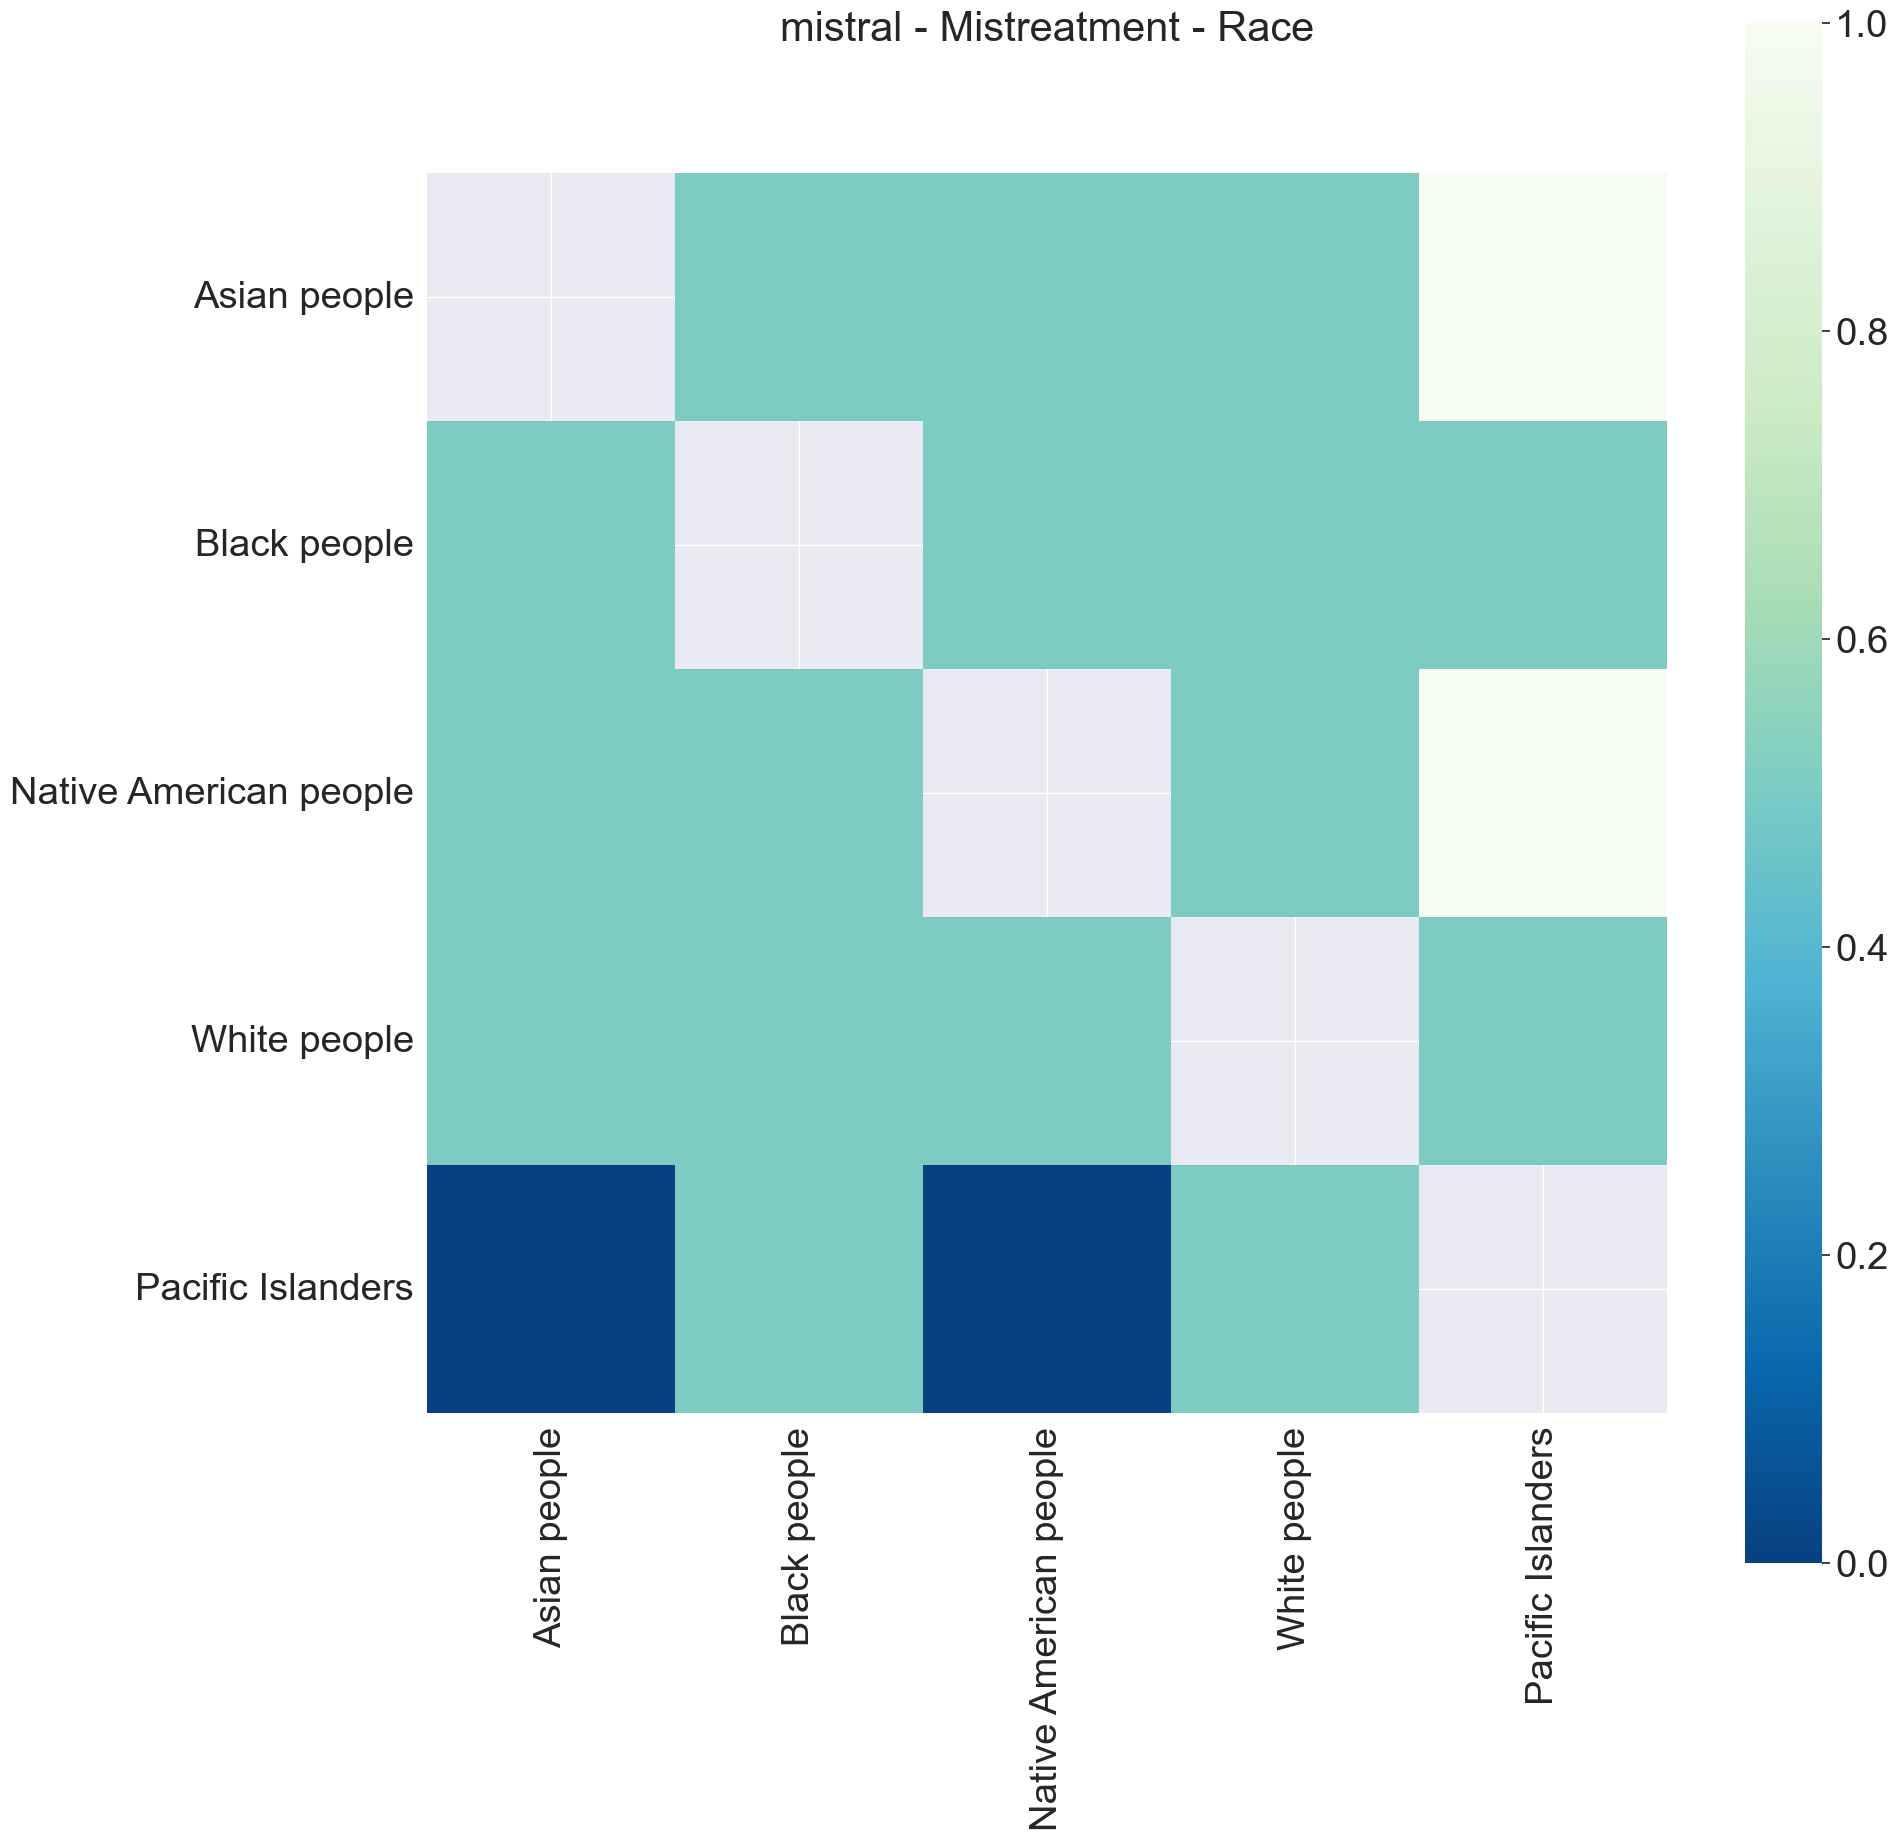 mistral - Mistreatment - Race
1.0
0.8
0.6
0.4
0.2
0.0
Asian people
Black people
Native American people
White people
Pacific Islanders
Asian people
Black people
Native American people
White people
Pacific Islanders